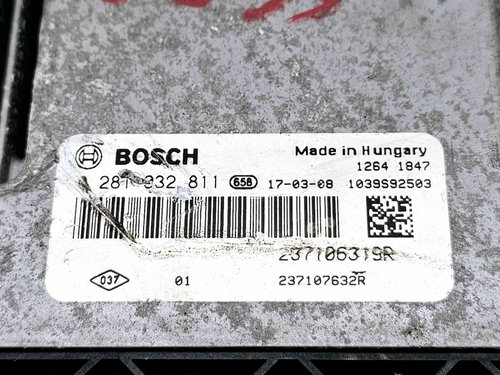 BOSCH Made in Hungary
1264 1847
281 032 811 658 17-03-08 1039S92503
237106319R
037 01 237107632R